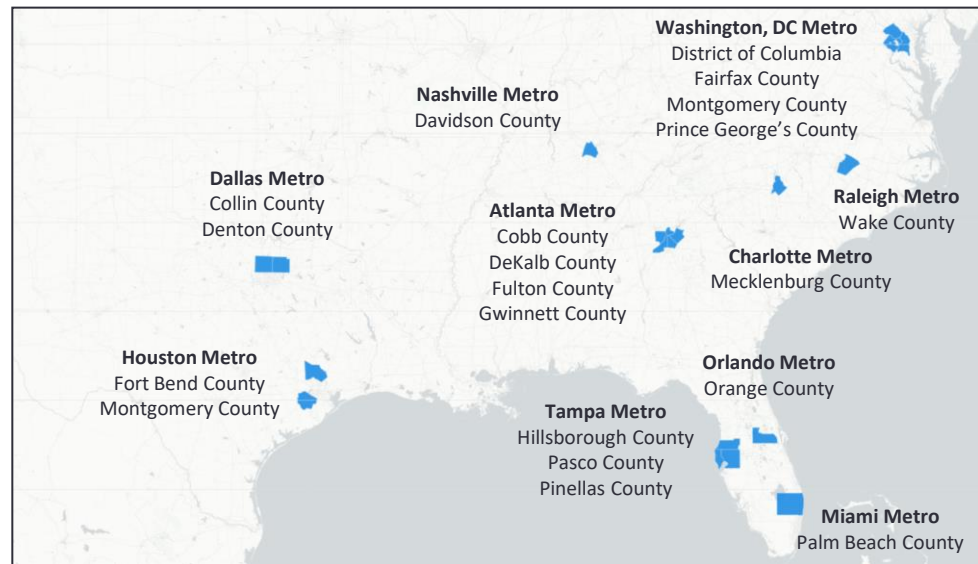 Washington, DC Metro
District of Columbia
Fairfax County
Montgomery County
Prince George’s County
Nashville Metro
Davidson County
Dallas Metro
Collin County
Denton County
Atlanta Metro
Cobb County
DeKalb County
Fulton County
Gwinnett County
Raleigh Metro
Wake County
Charlotte Metro
Mecklenburg County
Houston Metro
Fort Bend County
Montgomery County
Orlando Metro
Orange County
Tampa Metro
Hillsborough County
Pasco County
Pinellas County
Miami Metro
Palm Beach County